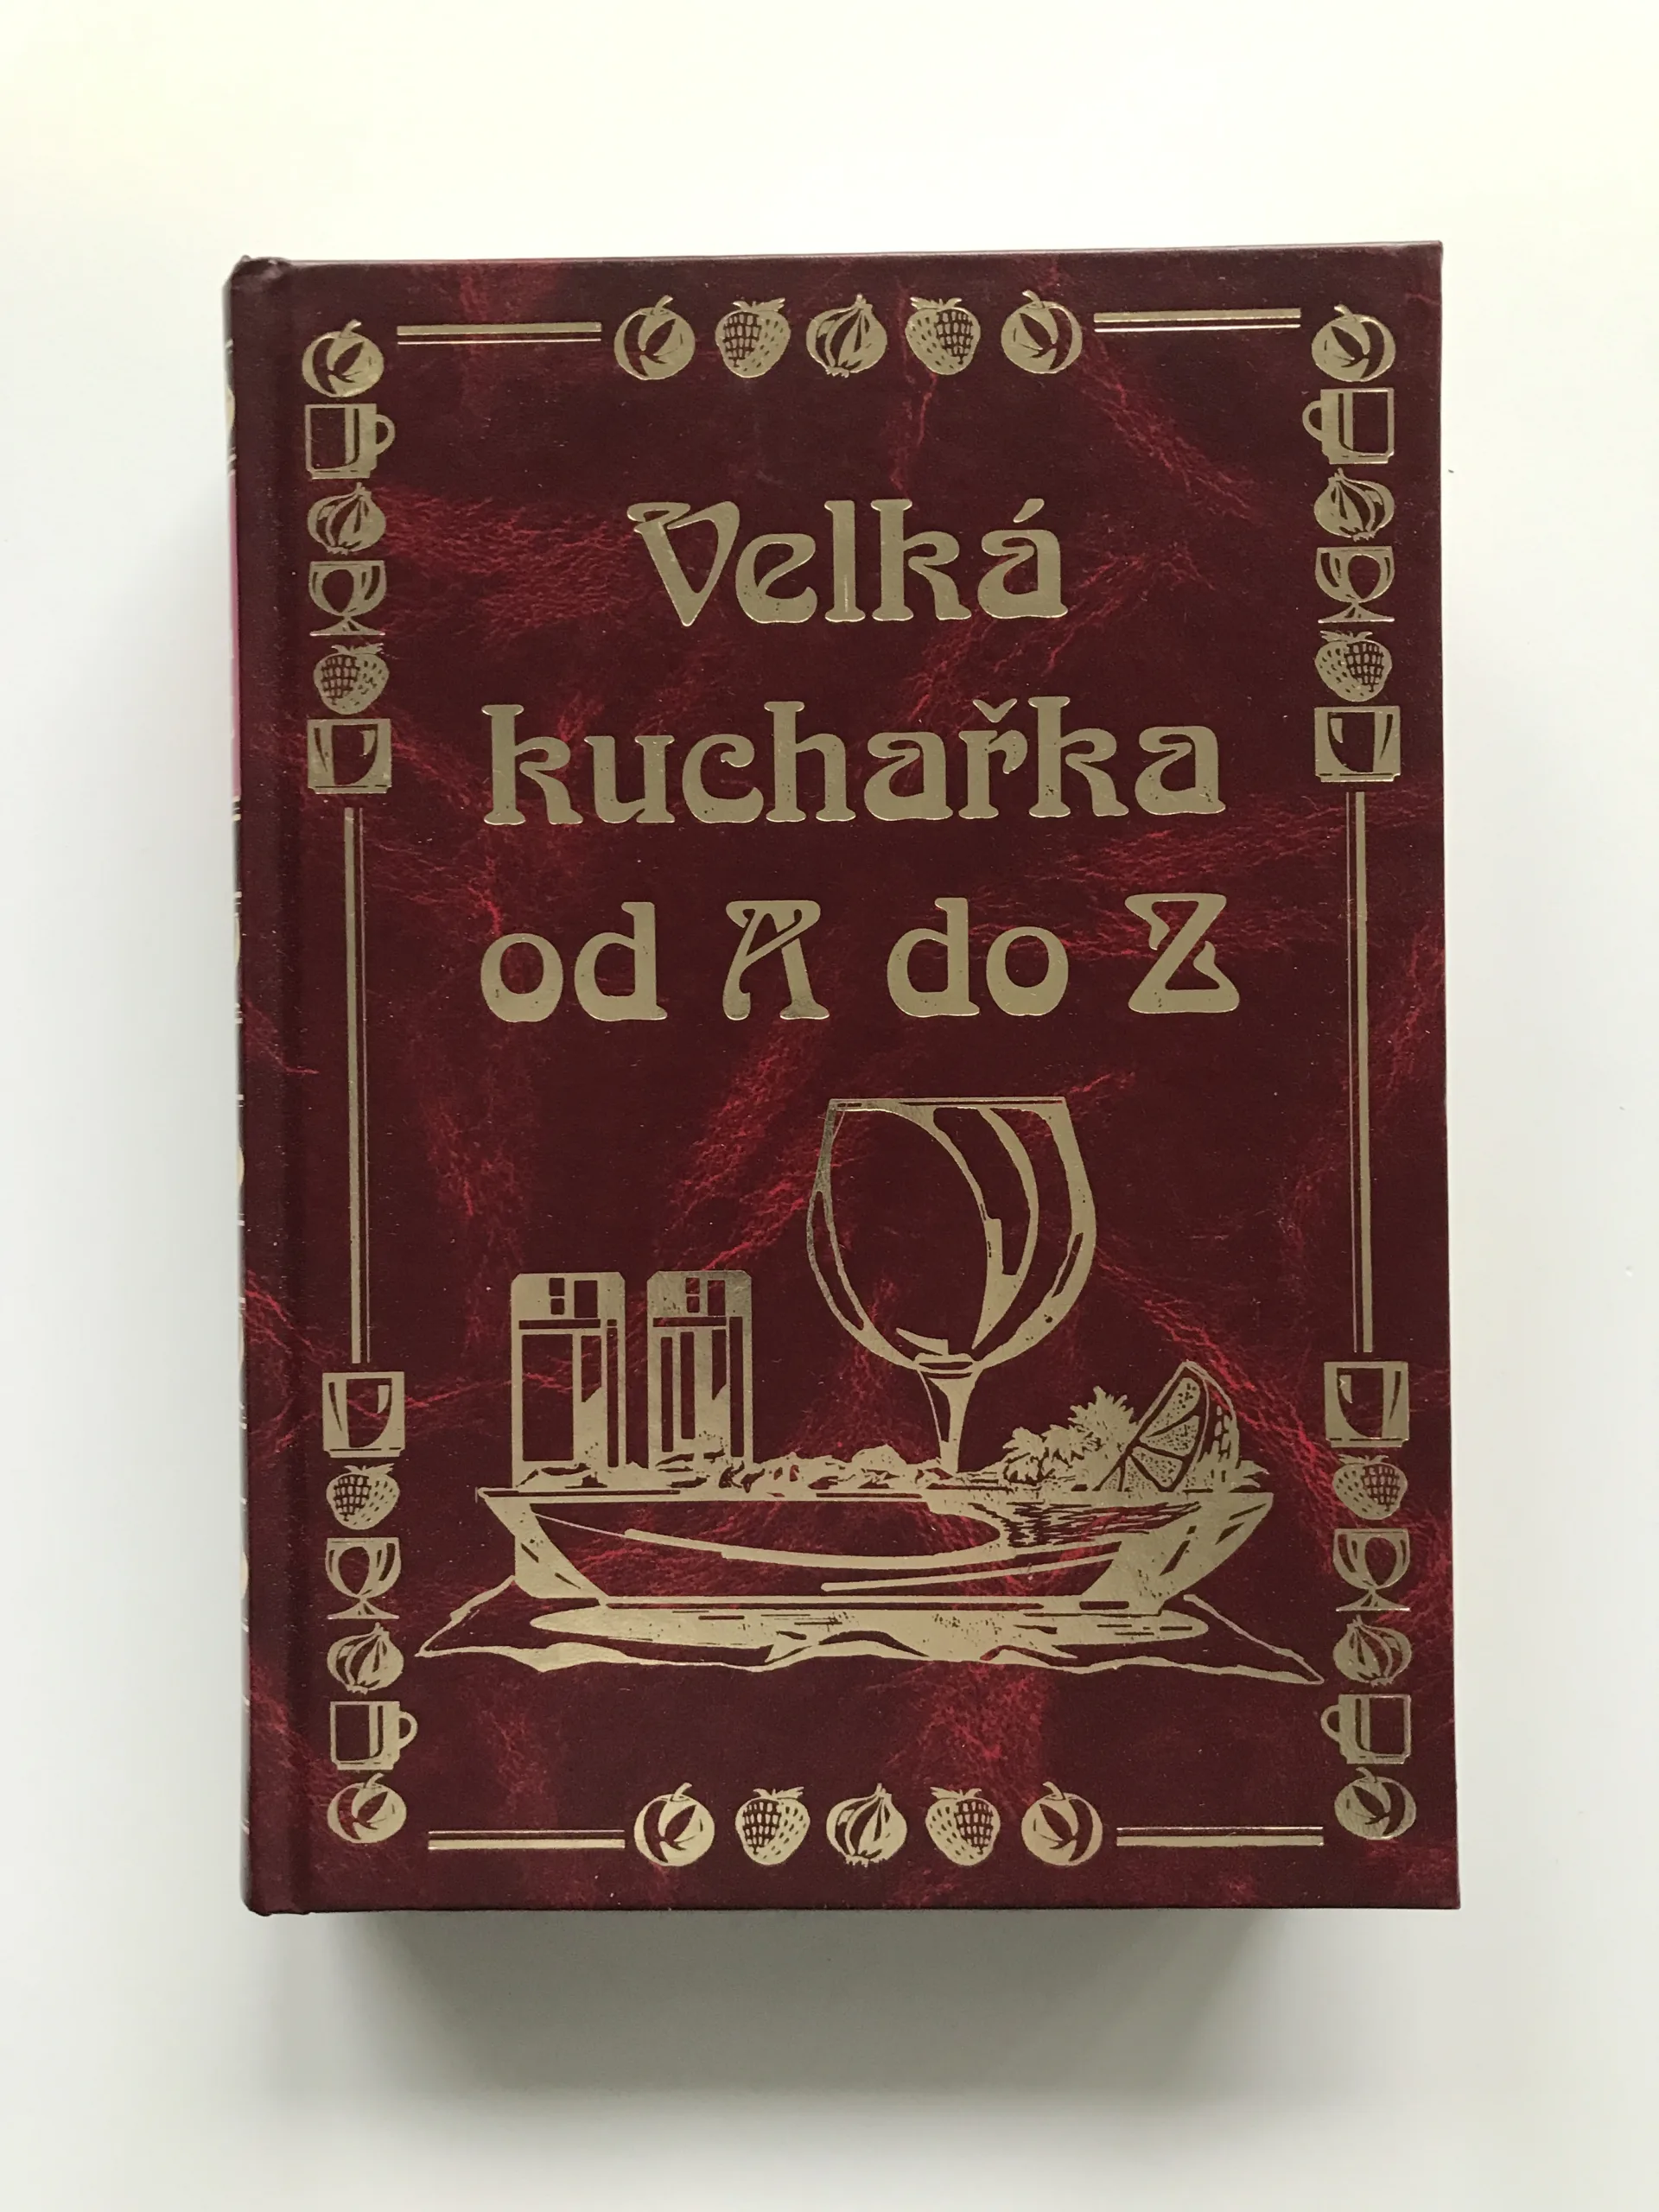 Velká
kuchařka
od A do Z